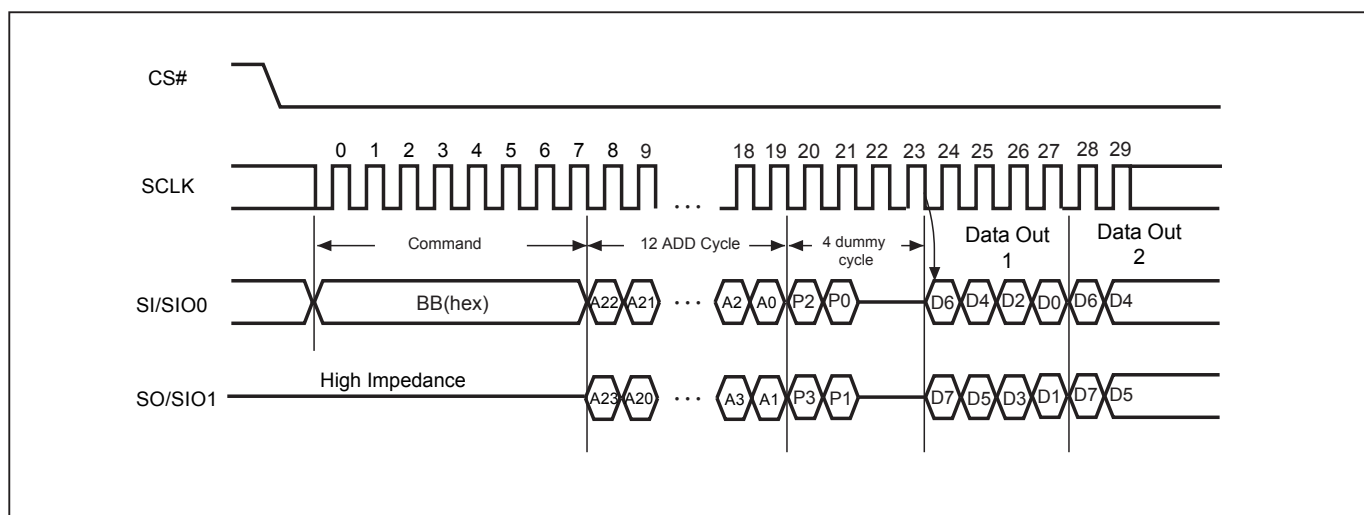 CS#
0 1 2 3 4 5 6 7 8 9 18 19 20 21 22 23 24 25 26 27 28 29
SCLK
...
Command
12 ADD Cycle
4 dummy
cycle
Data Out
1
Data Out
2
SI/SIO0
BB(hex)
A22 A21 ... A2 A0 P2 P0 D6 D4 D2 D0 D6 D4
High Impedance
SO/SIO1
A23 A20 ... A3 A1 P3 P1 D7 D5 D3 D1 D7 D5